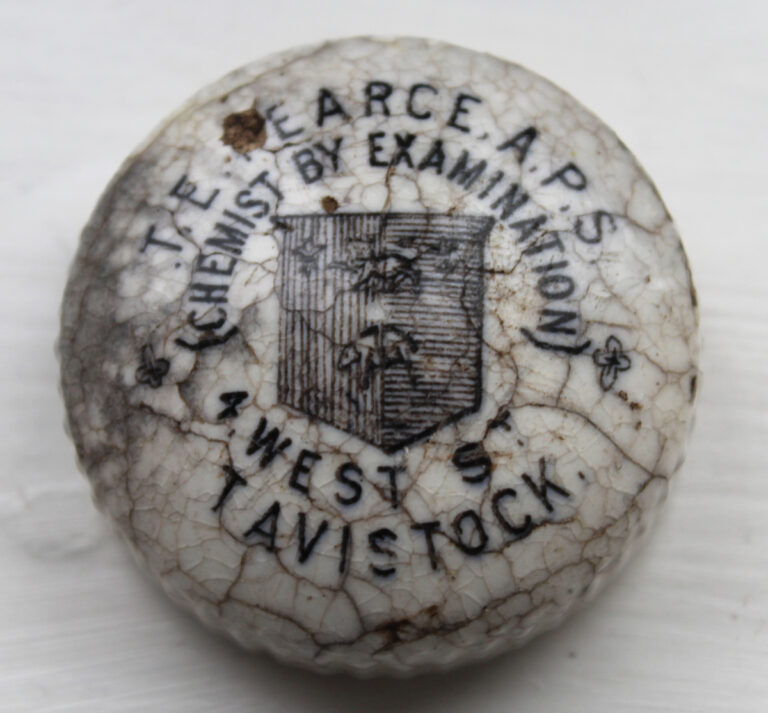 T.E. PEARCE, A.P.S
(CHEMIST BY EXAMINATION)
4 WEST ST.
TAVISTOCK.